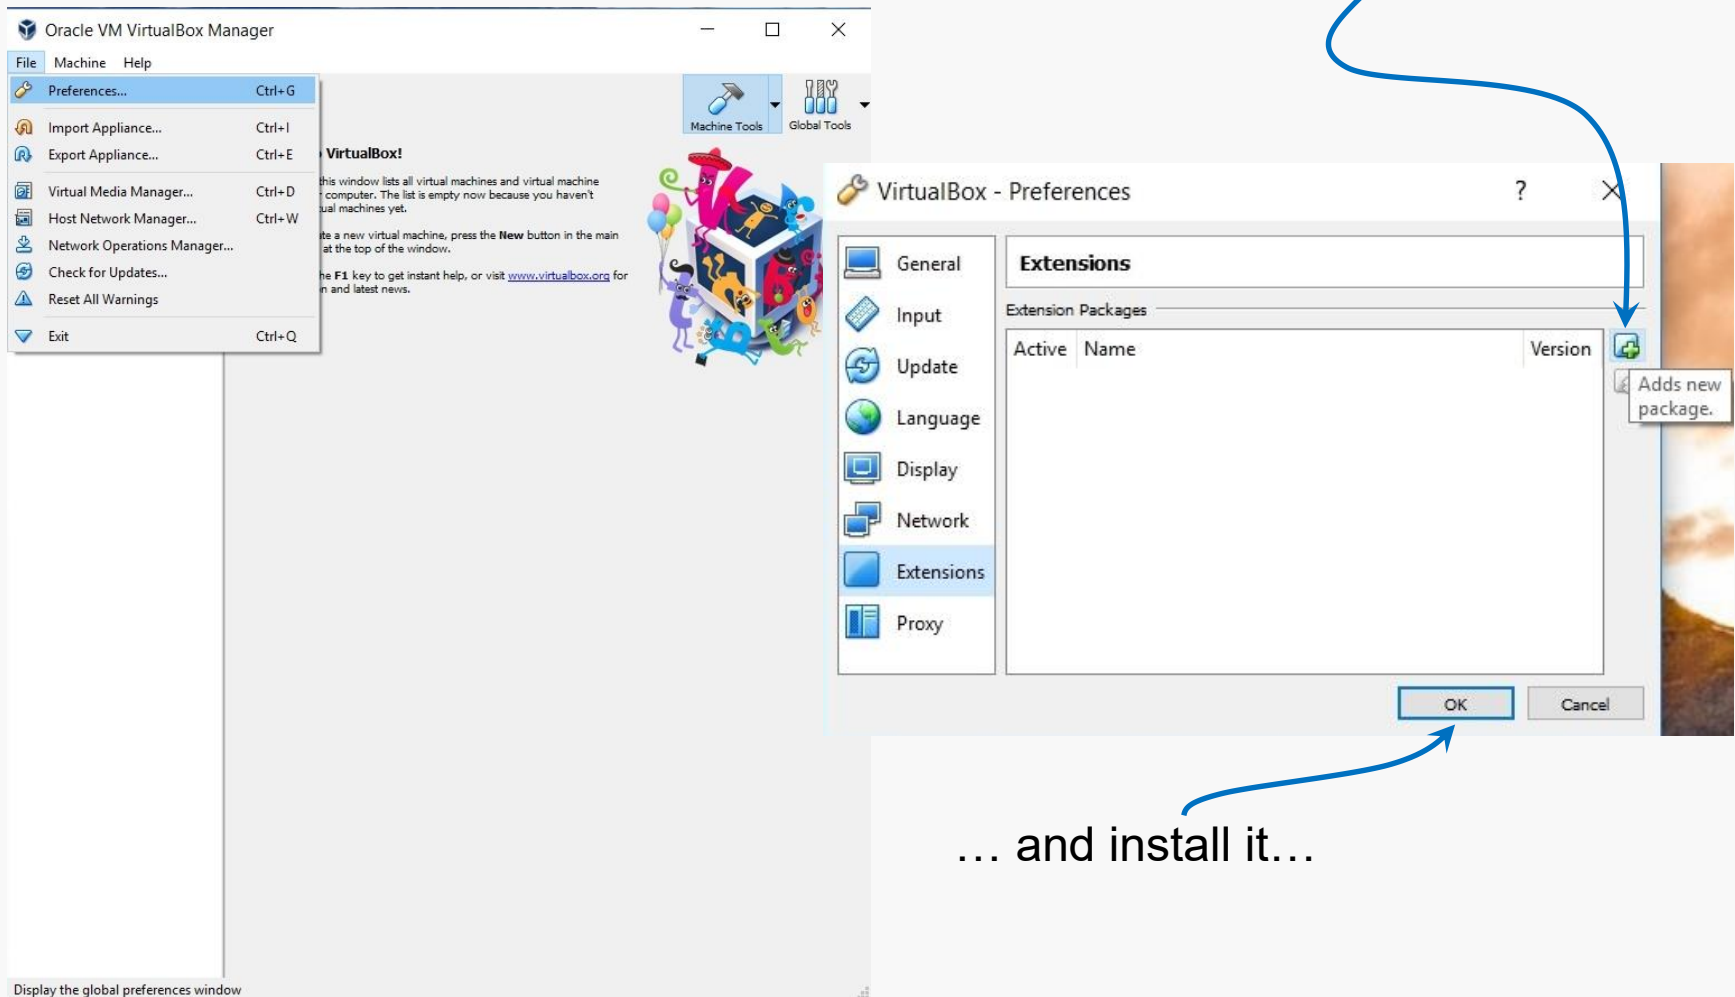 Oracle VM VirtualBox Manager
File Machine Help
Preferences... Ctrl+G
Import Appliance... Ctrl+I
Export Appliance... Ctrl+E
Virtual Media Manager... Ctrl+D
Host Network Manager... Ctrl+W
Network Operations Manager...
Check for Updates...
Reset All Warnings
Exit Ctrl+Q
Machine Tools
Global Tools
VirtualBox!
this window lists all virtual machines and virtual machine
computer. The list is empty now because you haven't
machines yet.
a new virtual machine, press the New button in the main
at the top of the window.
F1 key to get instant help, or visit www.virtualbox.org for
and latest news.
Display the global preferences window
VirtualBox - Preferences ?
General
Input
Update
Language
Display
Network
Extensions
Proxy
Extensions
Extension Packages
Active Name Version
Adds new
package.
OK Cancel
… and install it…